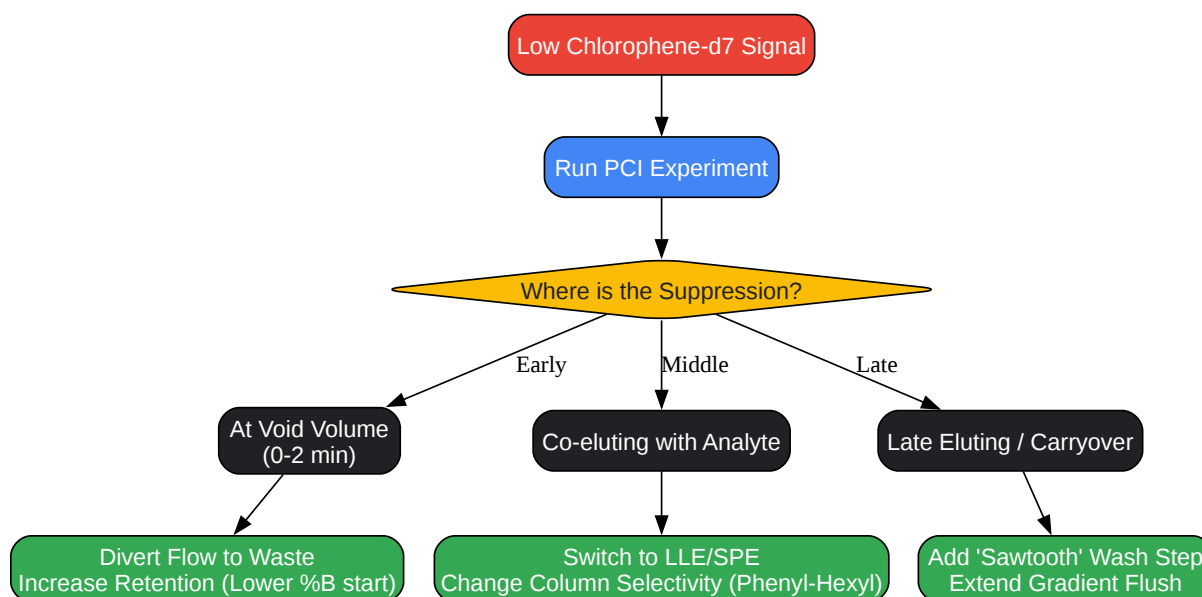 Low Chlorophene-d7 Signal
Run PCI Experiment
Where is the Suppression?
Early
Middle
Late
At Void Volume
(0-2 min)
Co-eluting with Analyte
Late Eluting / Carryover
Divert Flow to Waste
Increase Retention (Lower %B start)
Switch to LLE/SPE
Change Column Selectivity (Phenyl-Hexyl)
Add 'Sawtooth' Wash Step
Extend Gradient Flush